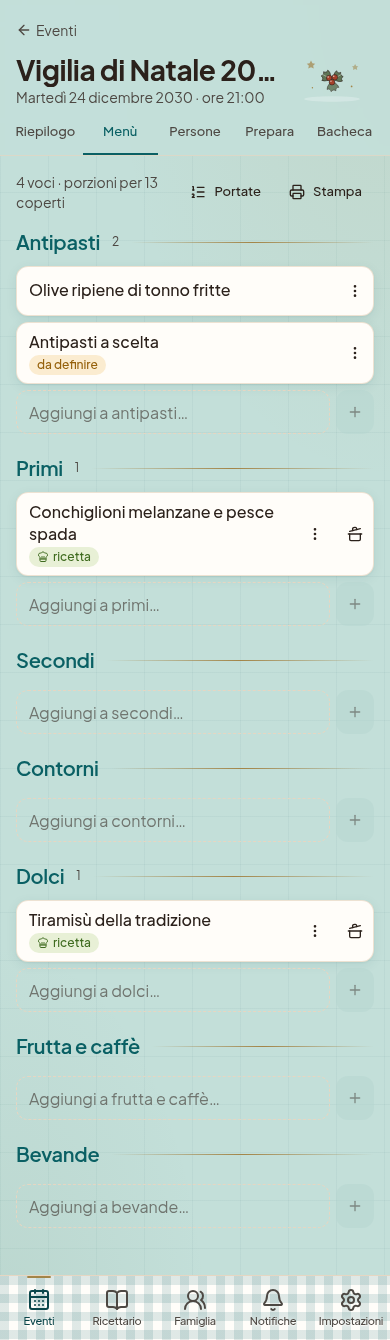 Eventi
Vigilia di Natale 20…
Martedì 24 dicembre 2030 · ore 21:00
Riepilogo Menù Persone Prepara Bacheca
4 voci · porzioni per 13
coperti
Portate Stampa
Antipasti 2
Olive ripiene di tonno fritte
Antipasti a scelta
da definire
Aggiungi a antipasti…
Primi 1
Conchiglioni melanzane e pesce
spada
ricetta
Aggiungi a primi…
Secondi
Aggiungi a secondi…
Contorni
Aggiungi a contorni…
Dolci 1
Tiramisù della tradizione
ricetta
Aggiungi a dolci…
Frutta e caffè
Aggiungi a frutta e caffè…
Bevande
Aggiungi a bevande…
Eventi Ricettario Famiglia Notifiche Impostazioni